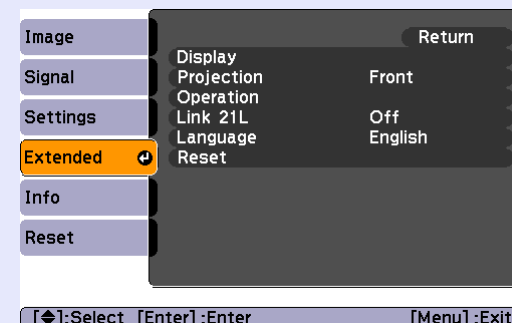 Image
Signal
Settings
Extended
Info
Reset
Return
Display
Projection Front
Operation
Link 21L Off
Language English
Reset
[◆]:Select [Enter]:Enter [Menu]:Exit